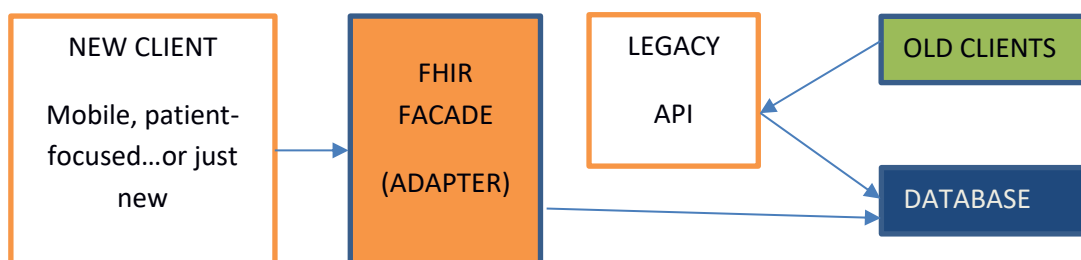 NEW CLIENT
Mobile, patient-
focused...or just
new
FHIR
FACADE
(ADAPTER)
LEGACY
API
OLD CLIENTS
DATABASE